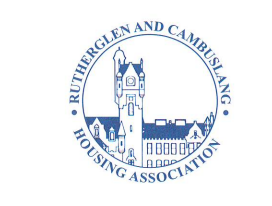 RUTHERGLEN AND CAMBUSLANG
HOUSING ASSOCIATION